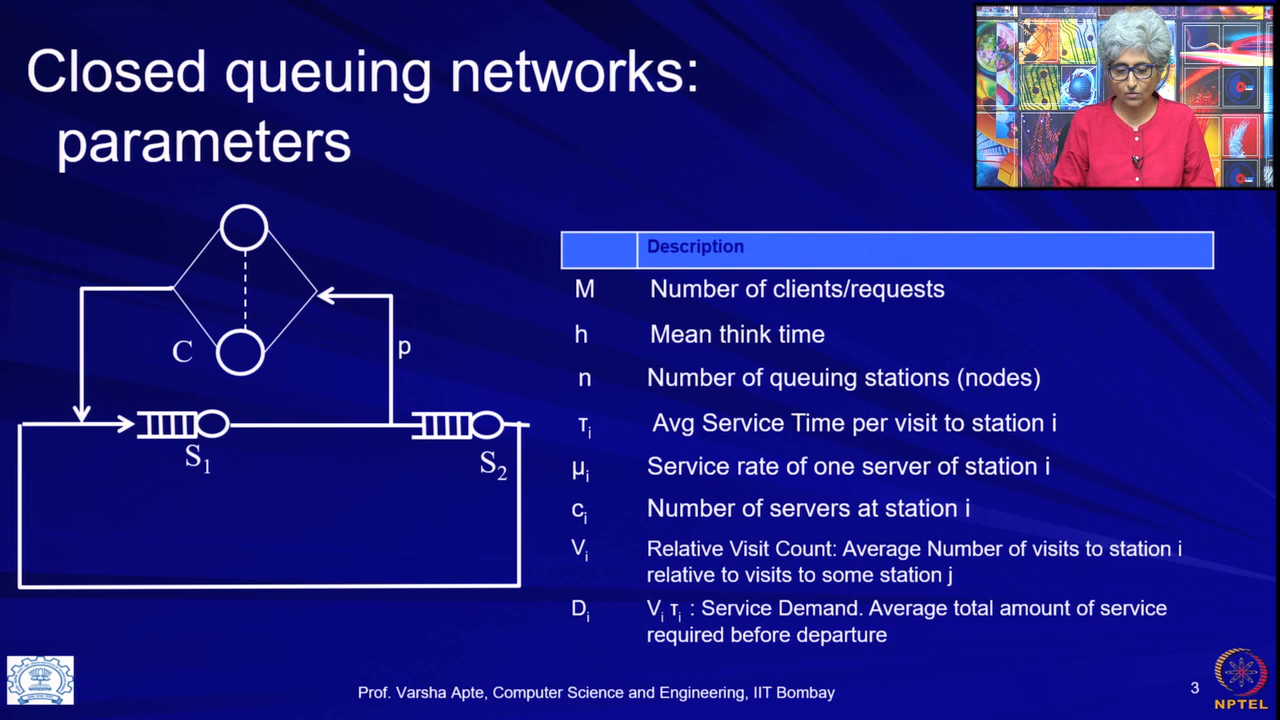 Closed queuing networks:
parameters
C
p
S1
S2
Description
M Number of clients/requests
h Mean think time
n Number of queuing stations (nodes)
τi Avg Service Time per visit to station i
μi Service rate of one server of station i
ci Number of servers at station i
Vi Relative Visit Count: Average Number of visits to station i
relative to visits to some station j
Di Vi τi : Service Demand. Average total amount of service
required before departure
Prof. Varsha Apte, Computer Science and Engineering, IIT Bombay
3
NPTEL